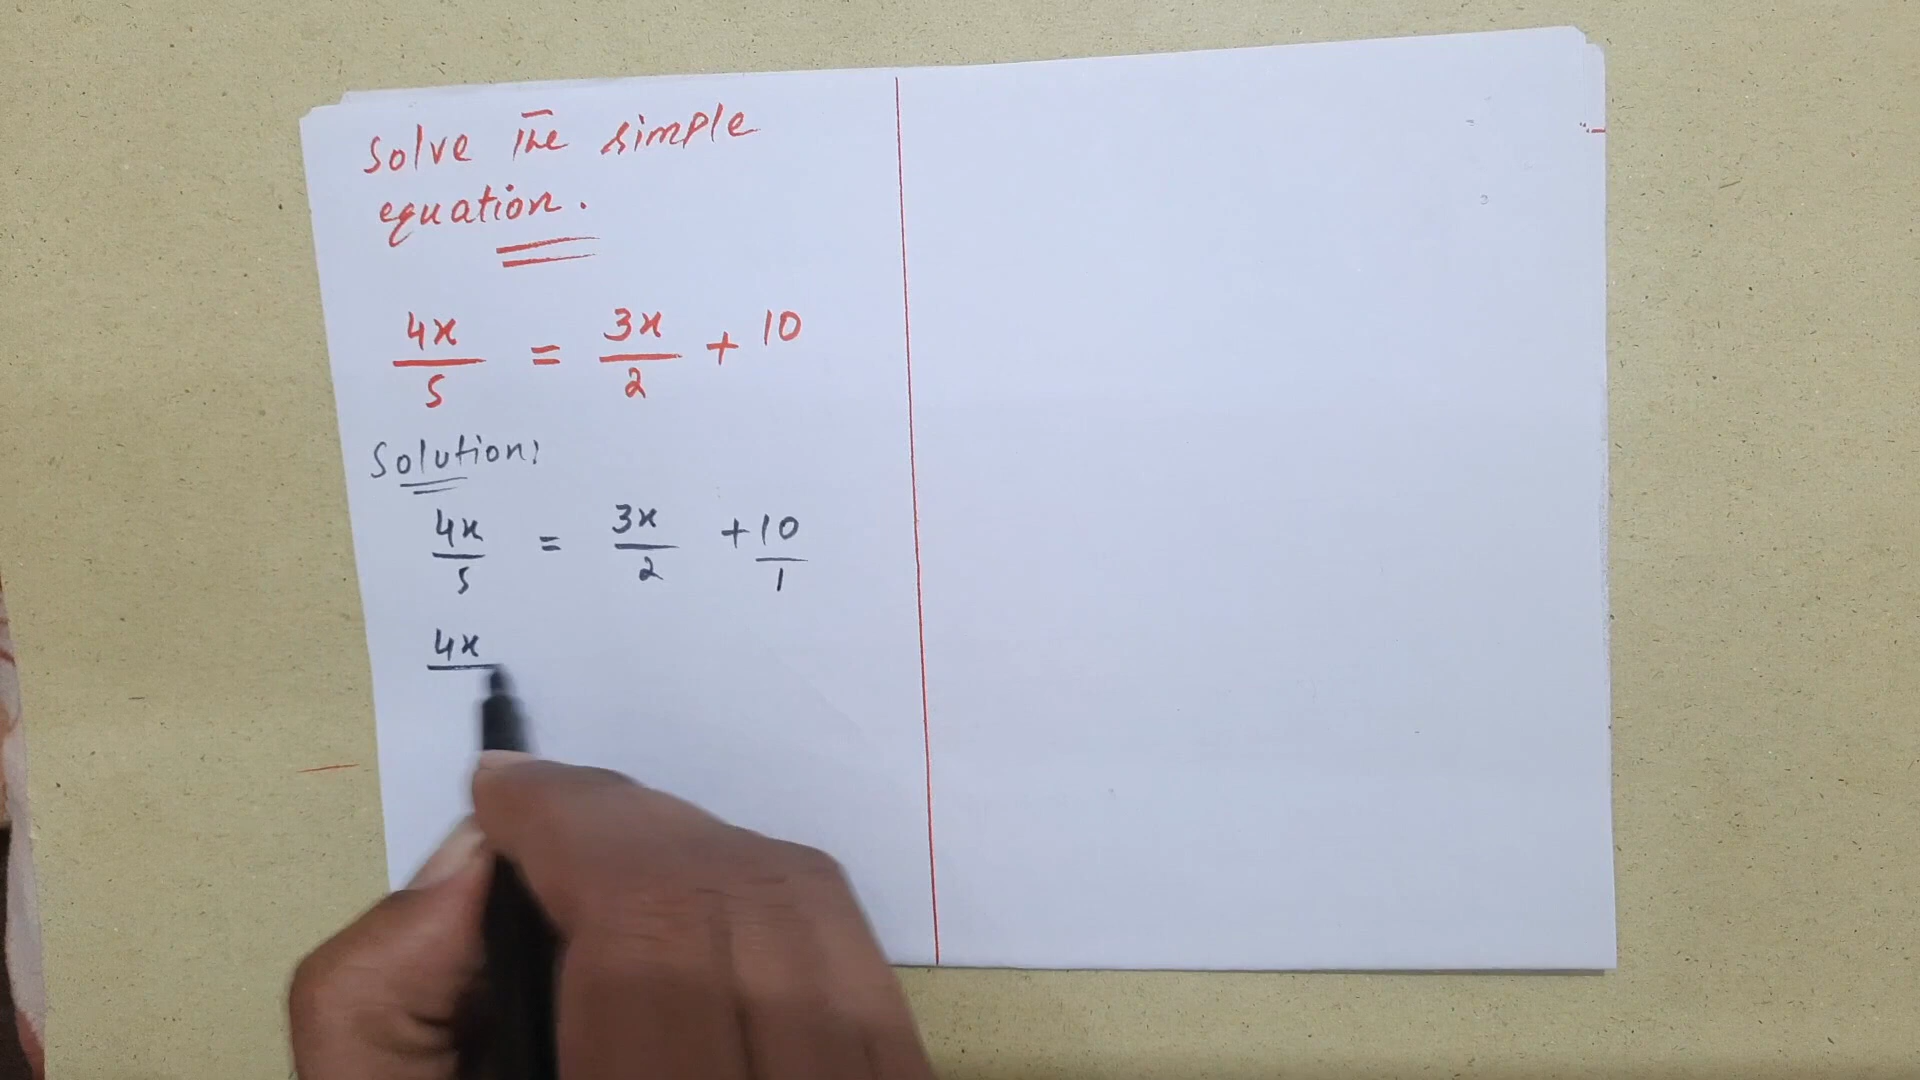 Solve the simple
equation.
4x/5 = 3x/2 + 10
Solution:
4x/5 = 3x/2 + 10/1
4x